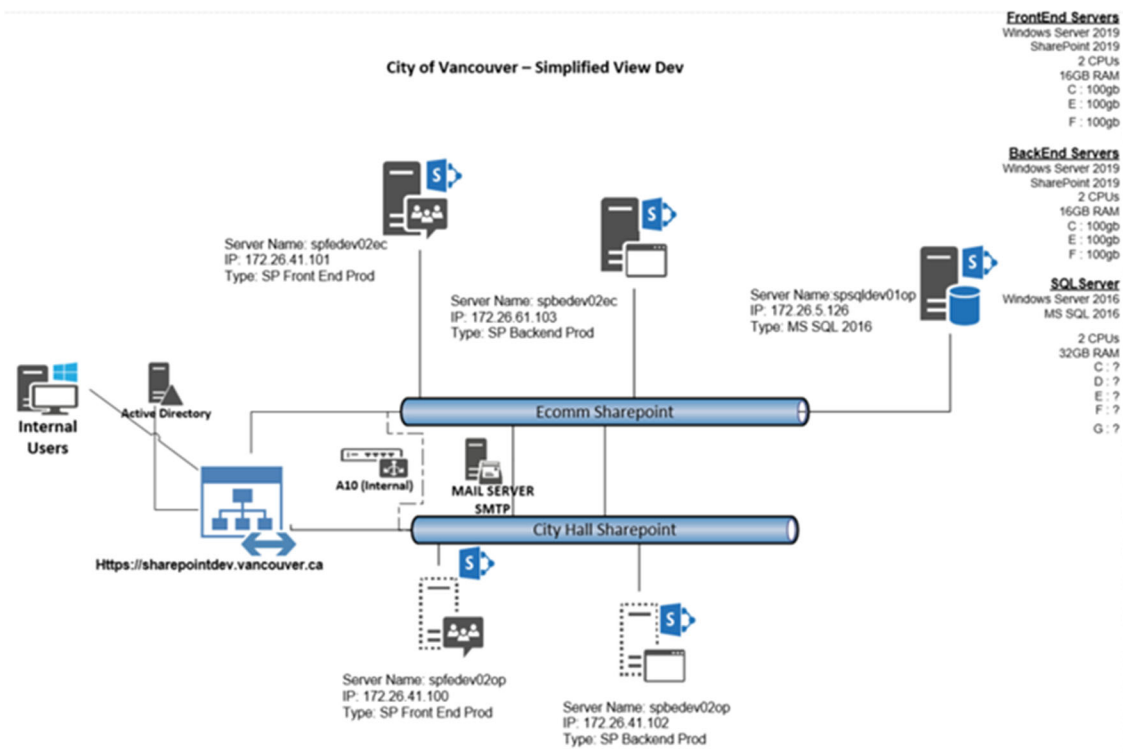 City of Vancouver – Simplified View Dev
FrontEnd Servers
Windows Server 2019
SharePoint 2019
2 CPUs
16GB RAM
C : 100gb
E : 100gb
F : 100gb
BackEnd Servers
Windows Server 2019
SharePoint 2019
2 CPUs
16GB RAM
C : 100gb
E : 100gb
F : 100gb
SQLServer
Windows Server 2016
MS SQL 2016
2 CPUs
32GB RAM
C : ?
D : ?
E : ?
F : ?
G : ?
S
Server Name: spfedev02ec
IP: 172.26.41.101
Type: SP Front End Prod
S
Server Name: spbedev02ec
IP: 172.26.61.103
Type: SP Backend Prod
S
Server Name:spsqldev01op
IP: 172.26.5.126
Type: MS SQL 2016
Internal
Users
Active Directory
Ecomm Sharepoint
A10 (Internal)
MAIL SERVER
SMTP
City Hall Sharepoint
Https://sharepointdev.vancouver.ca
S
Server Name: spfedev02op
IP: 172.26.41.100
Type: SP Front End Prod
S
Server Name: spbedev02op
IP: 172.26.41.102
Type: SP Backend Prod